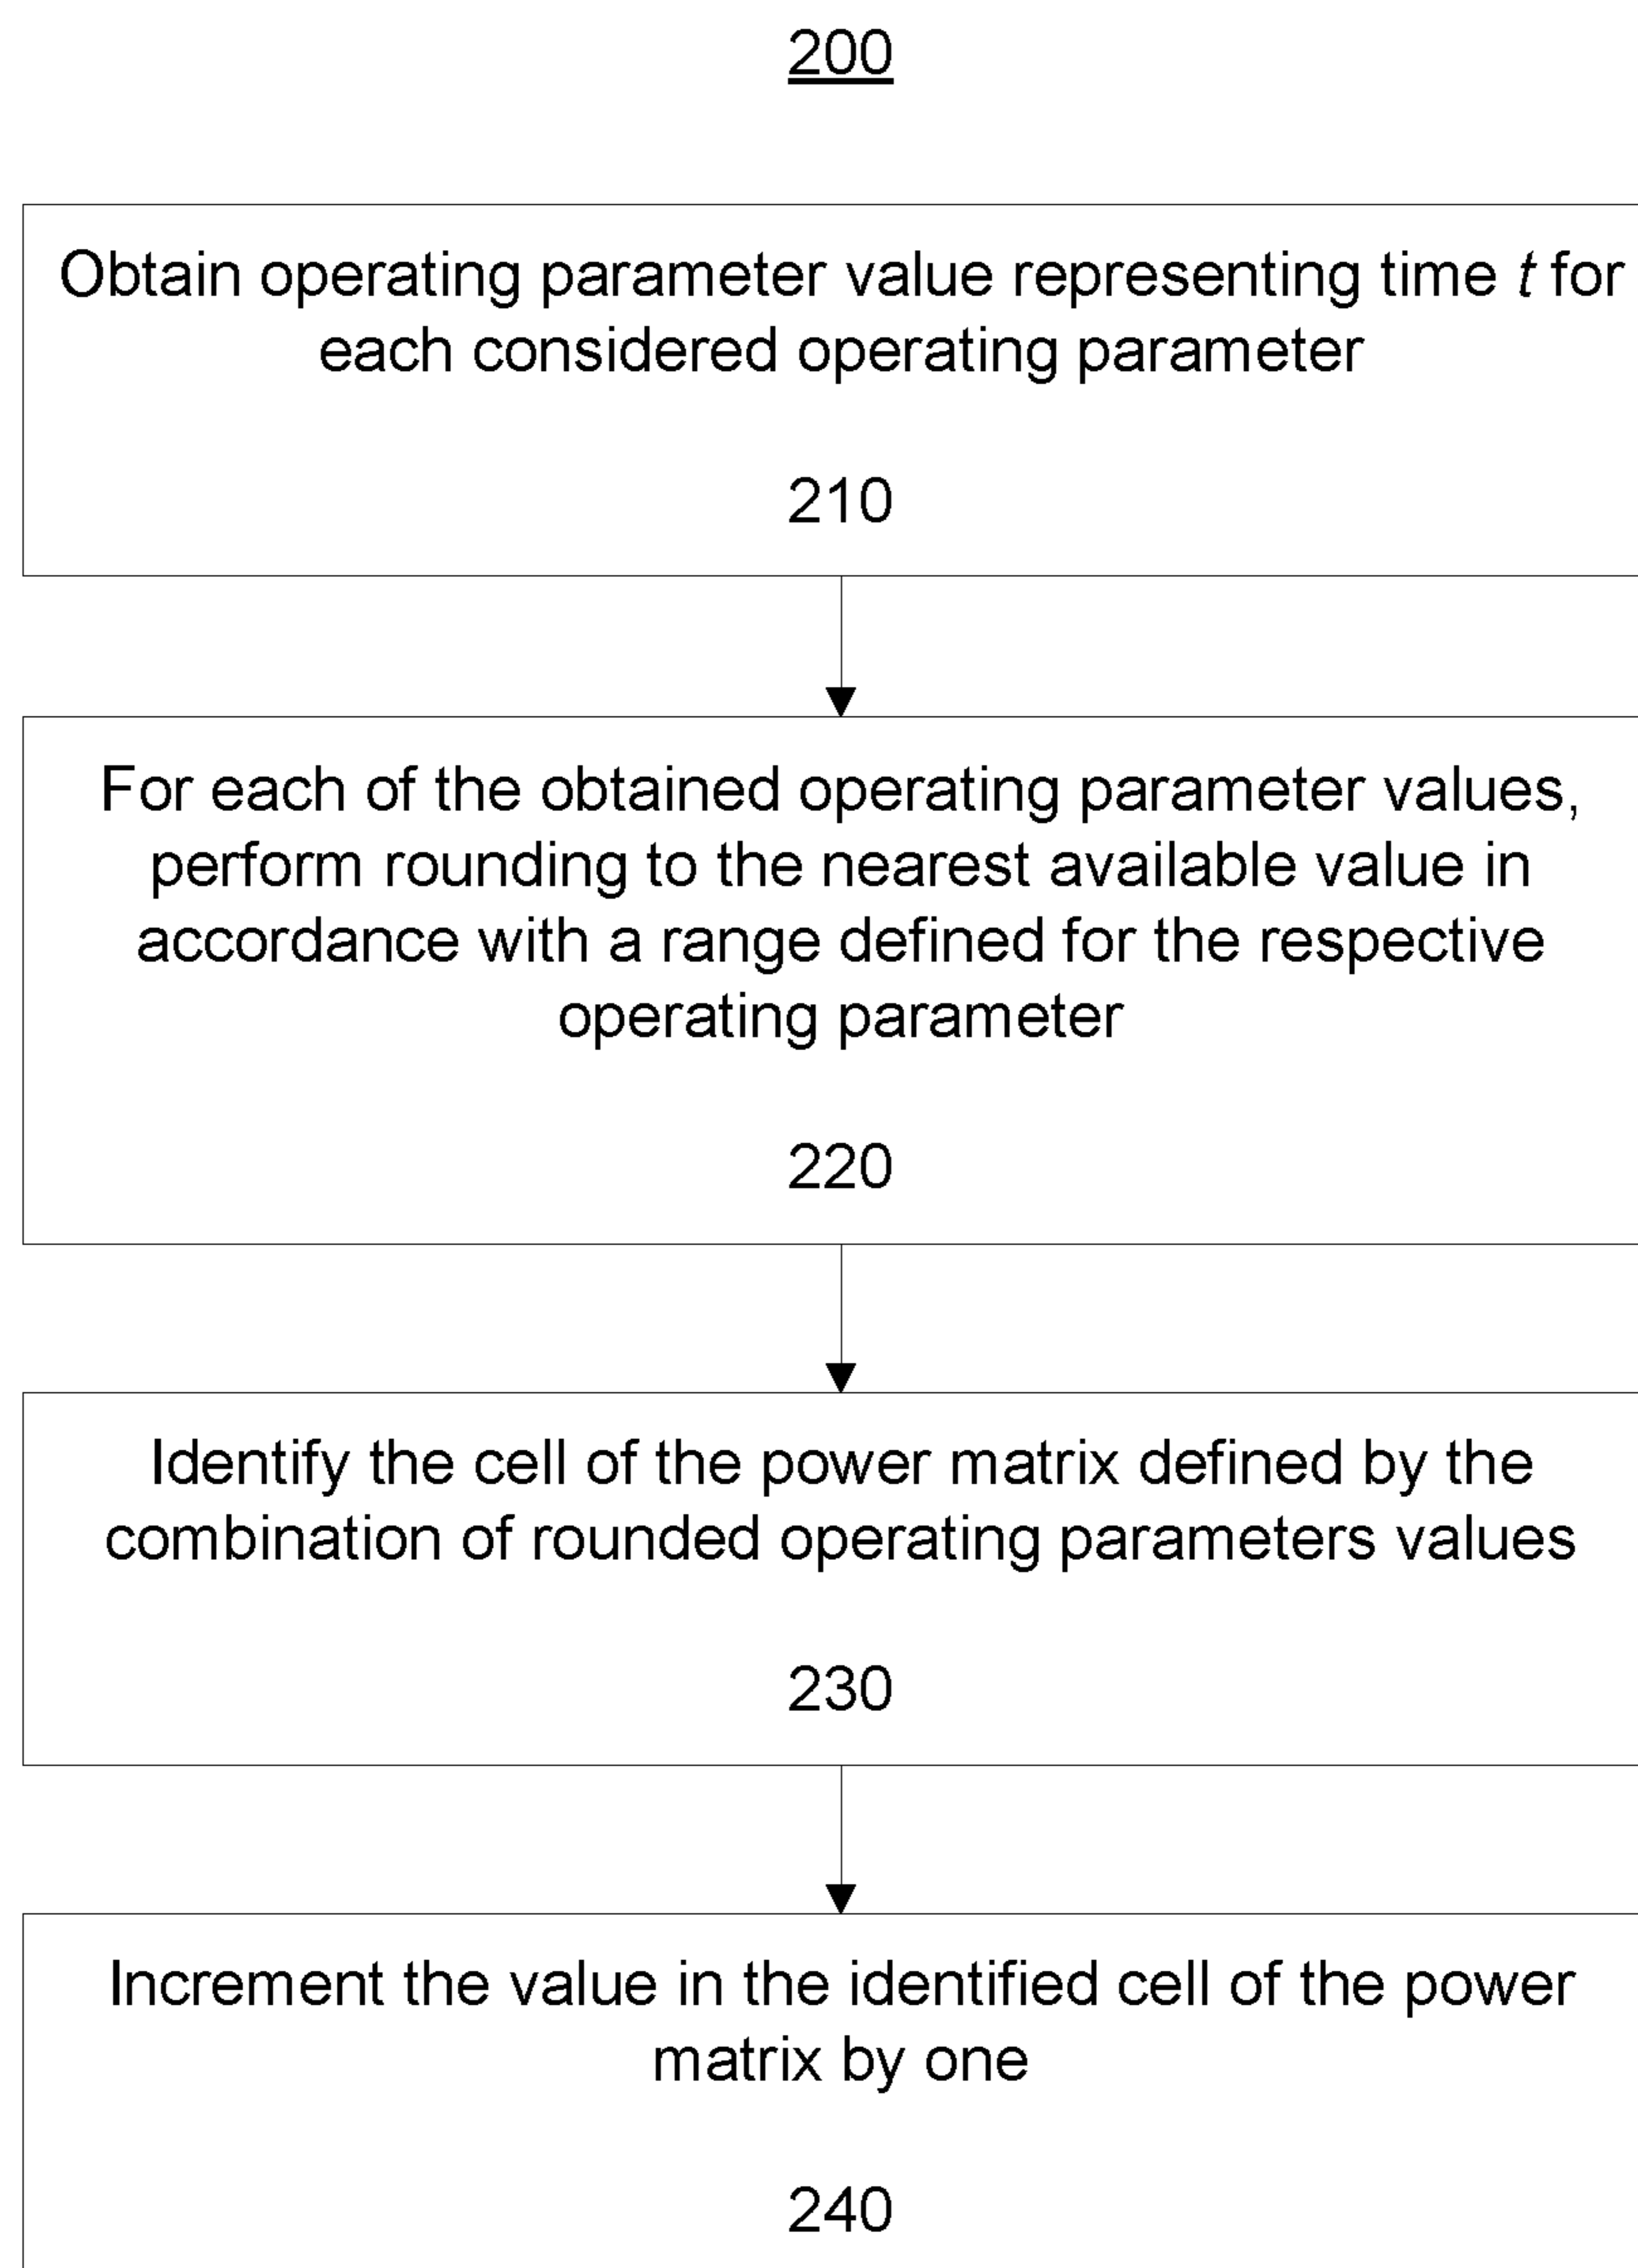 200
Obtain operating parameter value representing time t for
each considered operating parameter
210
For each of the obtained operating parameter values,
perform rounding to the nearest available value in
accordance with a range defined for the respective
operating parameter
220
Identify the cell of the power matrix defined by the
combination of rounded operating parameters values
230
Increment the value in the identified cell of the power
matrix by one
240